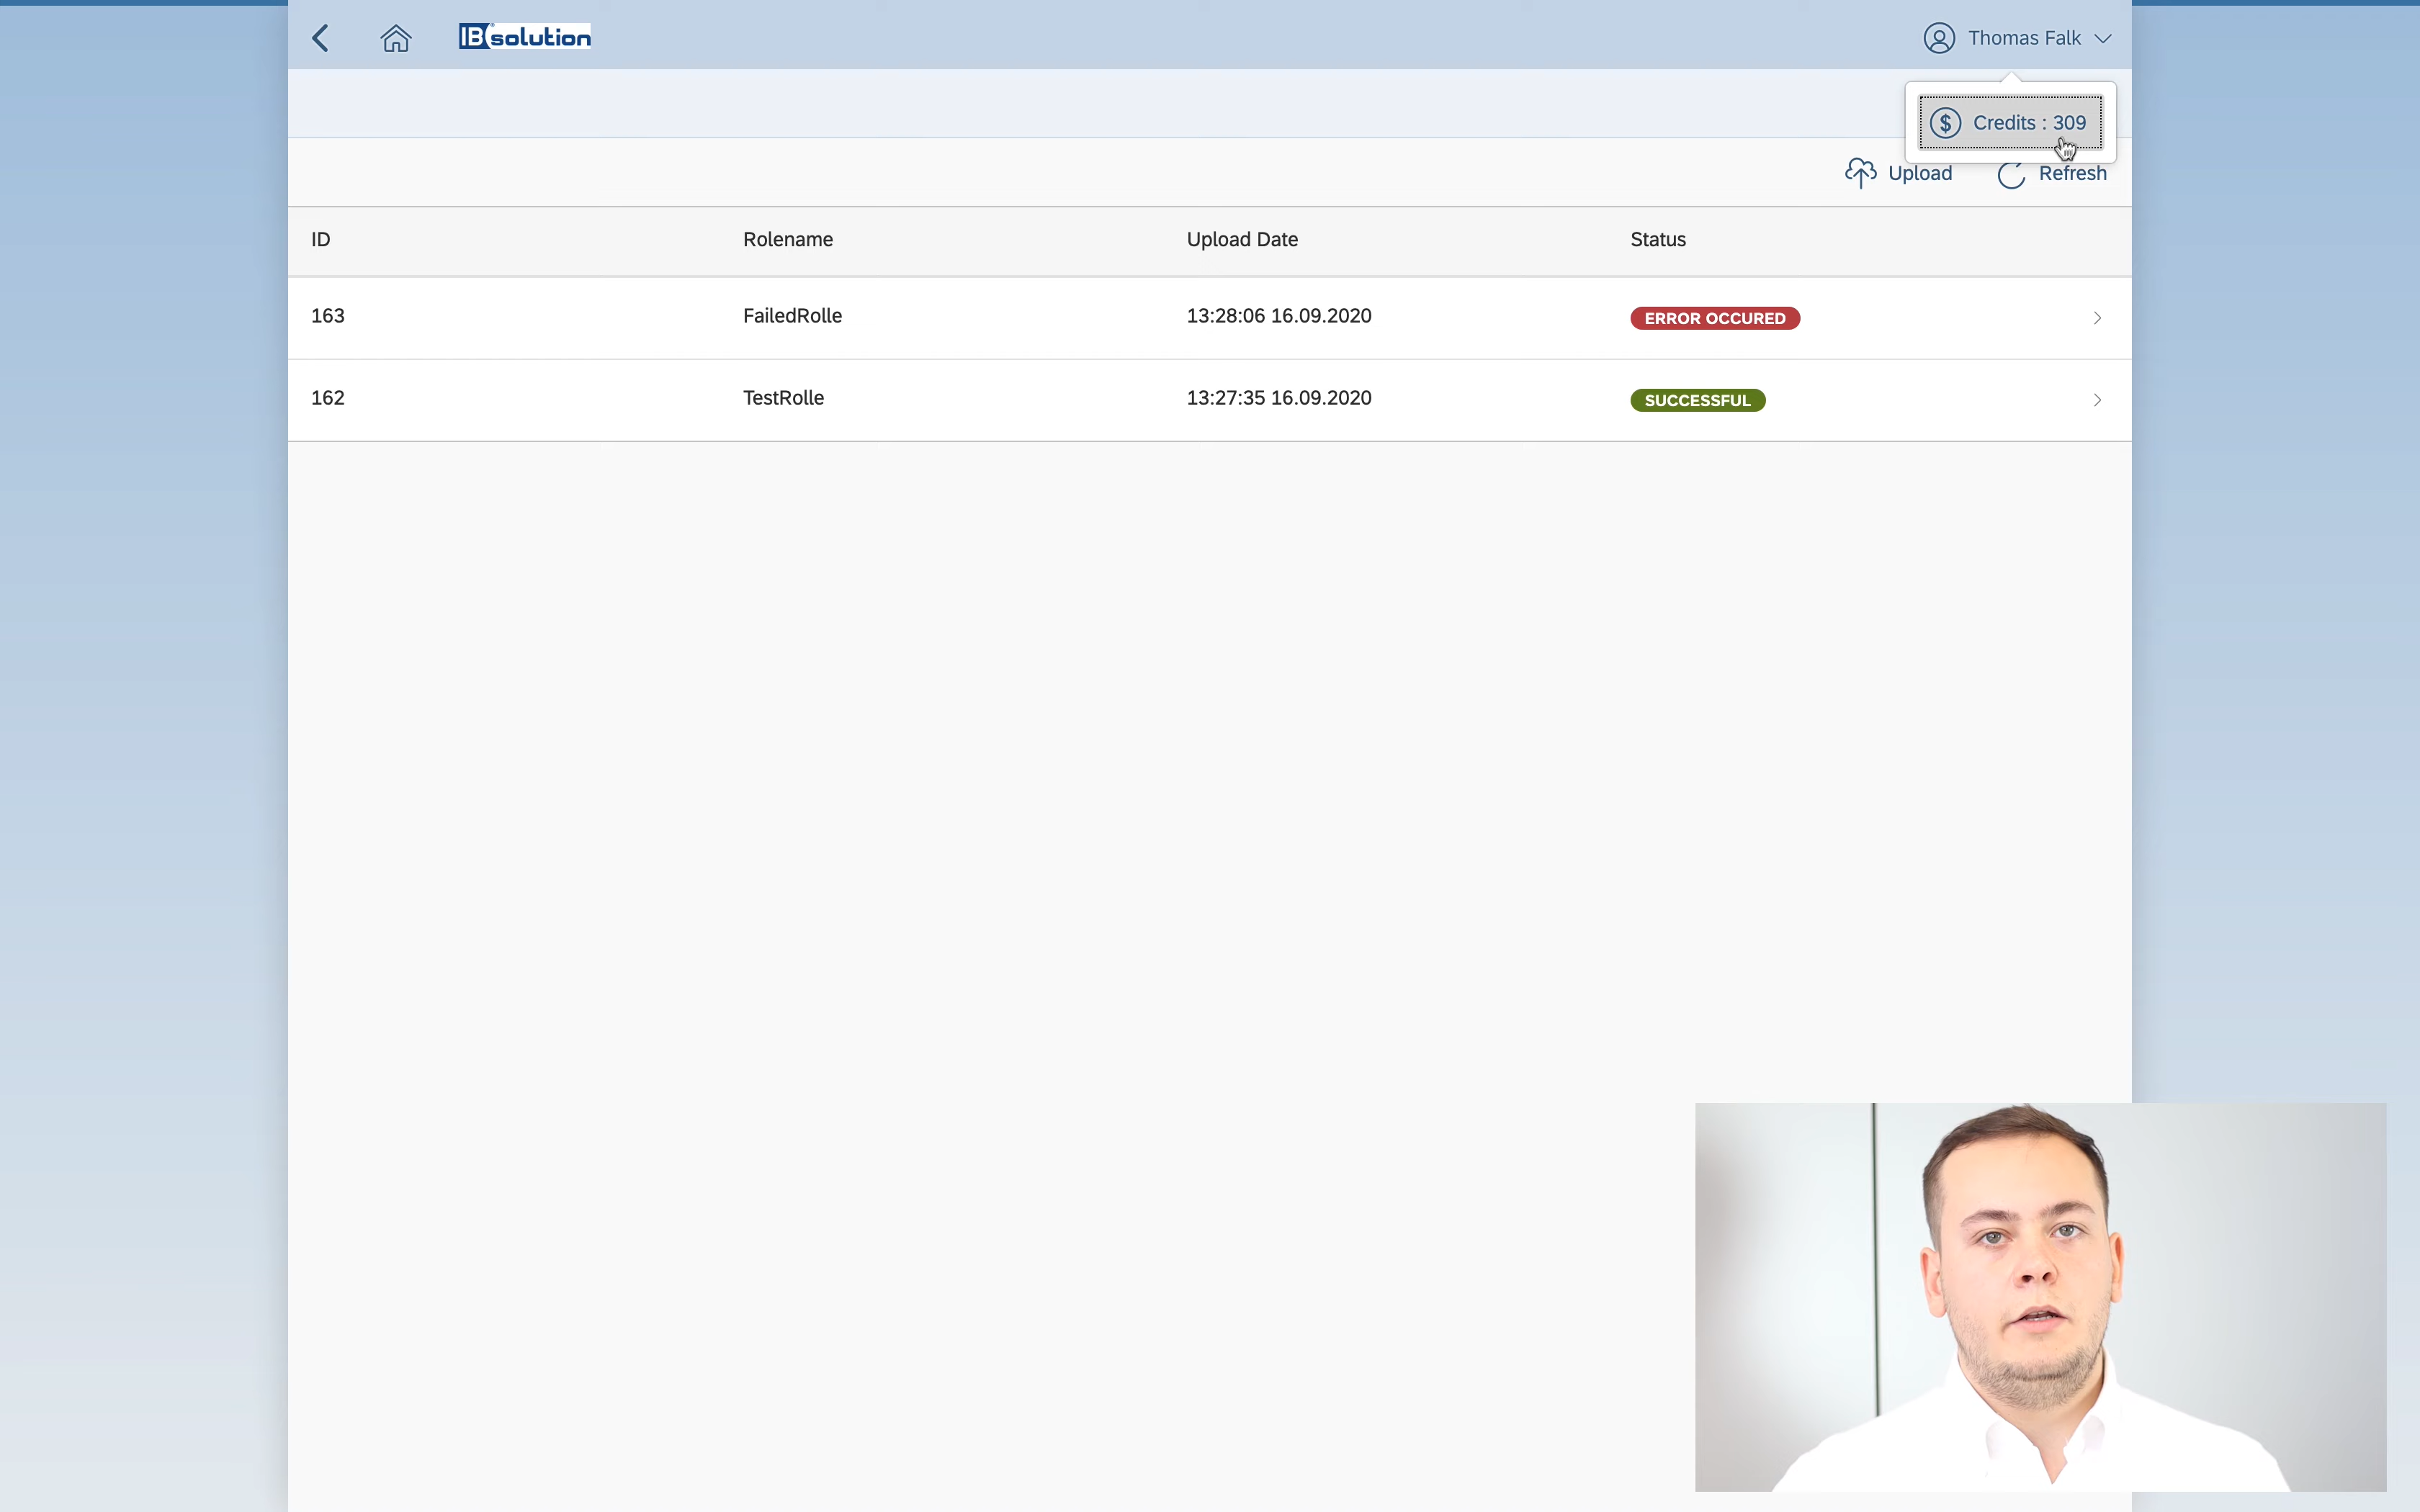 IBsolution
Thomas Falk
Credits : 309
Upload
Refresh
ID
Rolename
Upload Date
Status
163
FailedRolle
13:28:06 16.09.2020
ERROR OCCURED
162
TestRolle
13:27:35 16.09.2020
SUCCESSFUL